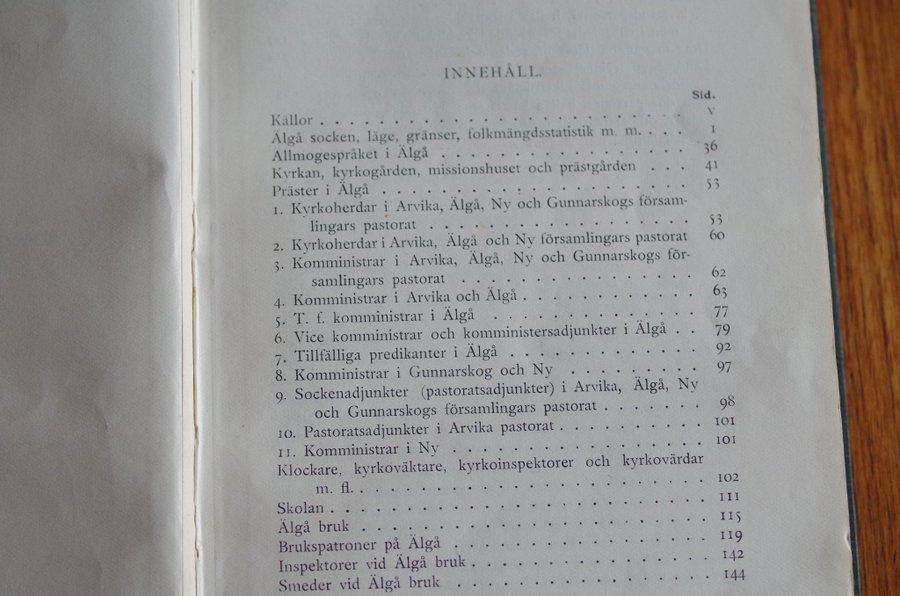 INNEHÅLL.
Sid.
Källor . . . . . . . . . . . . . . . . . . . . V
Älgå socken, läge, gränser, folkmängdsstatistik m. m. . . . 1
Allmogespråket i Älgå . . . . . . . . . . . . . 36
Kyrkan, kyrkogården, missionshuset och prästgården . . . 41
Präster i Älgå . . . . . . . . . . . . . . . . . 53
1. Kyrkoherdar i Arvika, Älgå, Ny och Gunnarskogs försam-
lingars pastorat . . . . . . . . . . . . . . 53
2. Kyrkoherdar i Arvika, Älgå och Ny församlingars pastorat 60
3. Komministrar i Arvika, Älgå, Ny och Gunnarskogs för-
samlingars pastorat . . . . . . . . . . . . 62
4. Komministrar i Arvika och Älgå . . . . . . . . . 63
5. T. f. komministrar i Älgå . . . . . . . . . . . 77
6. Vice komministrar och komministersadjunkter i Älgå . . 79
7. Tillfälliga predikanter i Älgå . . . . . . . . . . 92
8. Komministrar i Gunnarskog och Ny . . . . . . . . 97
9. Sockenadjunkter (pastoratsadjunkter) i Arvika, Älgå, Ny
och Gunnarskogs församlingars pastorat . . . . . . . 98
10. Pastoratsadjunkter i Arvika pastorat . . . . . . . . 101
11. Komministrar i Ny . . . . . . . . . . . . . . 101
Klockare, kyrkoväktare, kyrkoinspektorer och kyrkovärdar
m. fl. . . . . . . . . . . . . . . . . . . 102
Skolan . . . . . . . . . . . . . . . . . . . . 111
Älgå bruk . . . . . . . . . . . . . . . . . . 115
Brukspatroner på Älgå . . . . . . . . . . . . . 119
Inspektorer vid Älgå bruk . . . . . . . . . . . . 142
Smeder vid Älgå bruk . . . . . . . . . . . . . 144